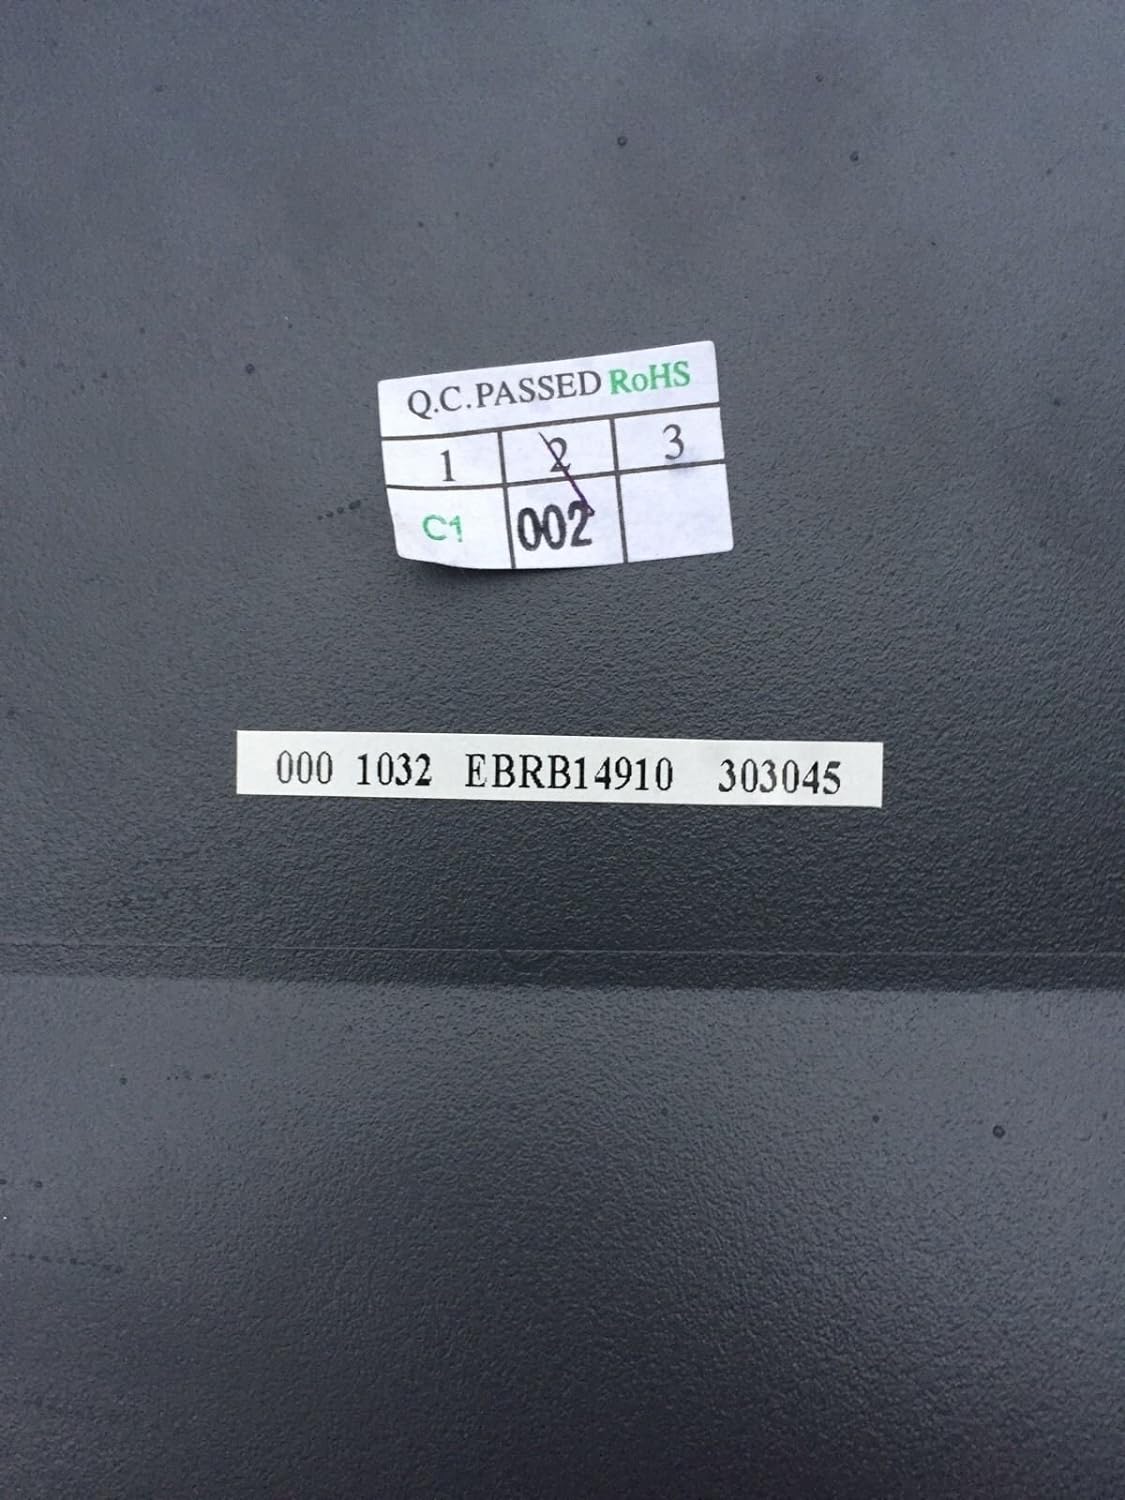 Q.C.PASSED RoHS
1 2 3
C1 002
000 1032 EBRB14910 303045